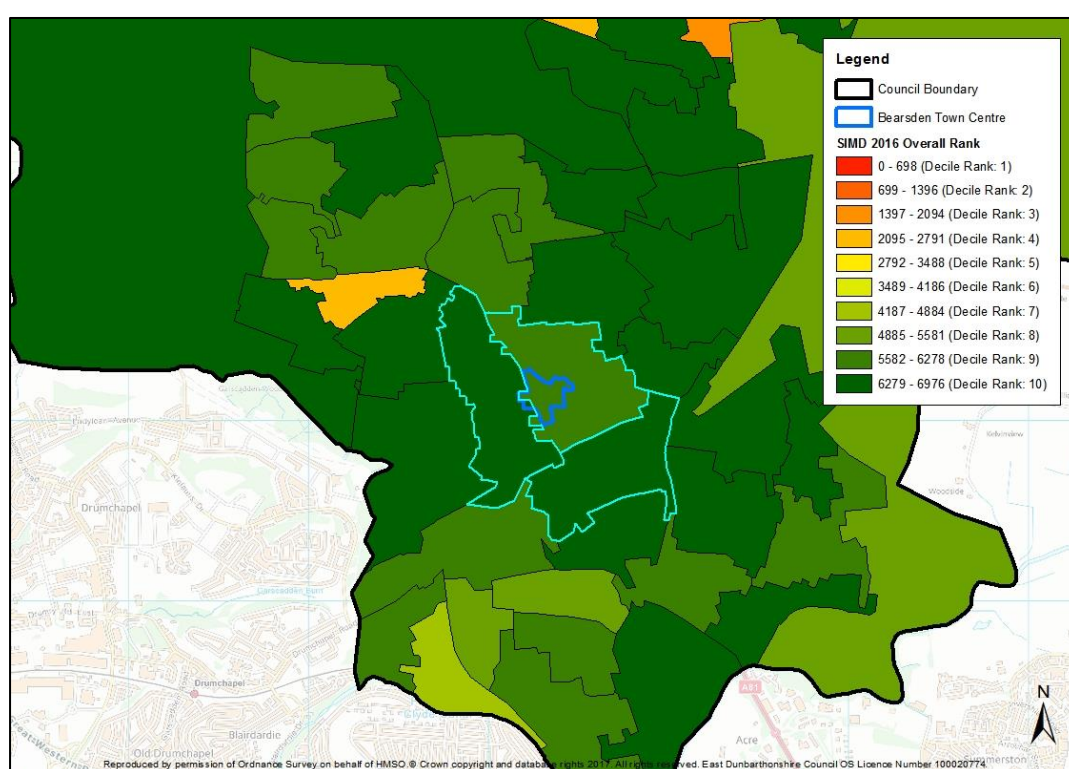 Legend
Council Boundary
Bearsden Town Centre
SIMD 2016 Overall Rank
0 - 698 (Decile Rank: 1)
699 - 1396 (Decile Rank: 2)
1397 - 2094 (Decile Rank: 3)
2095 - 2791 (Decile Rank: 4)
2792 - 3488 (Decile Rank: 5)
3489 - 4186 (Decile Rank: 6)
4187 - 4884 (Decile Rank: 7)
4885 - 5581 (Decile Rank: 8)
5582 - 6278 (Decile Rank: 9)
6279 - 6976 (Decile Rank: 10)
Drumchapel
Garscadden Burn
Woodside
Drumchapel
Blairdardie
Old Drumchapel
A81
Acre
Summerston
N
Reproduced by permission of Ordnance Survey on behalf of HMSO. © Crown copyright and database rights 2017. All rights reserved. East Dunbarthonshire Council OS Licence Number 100020774.